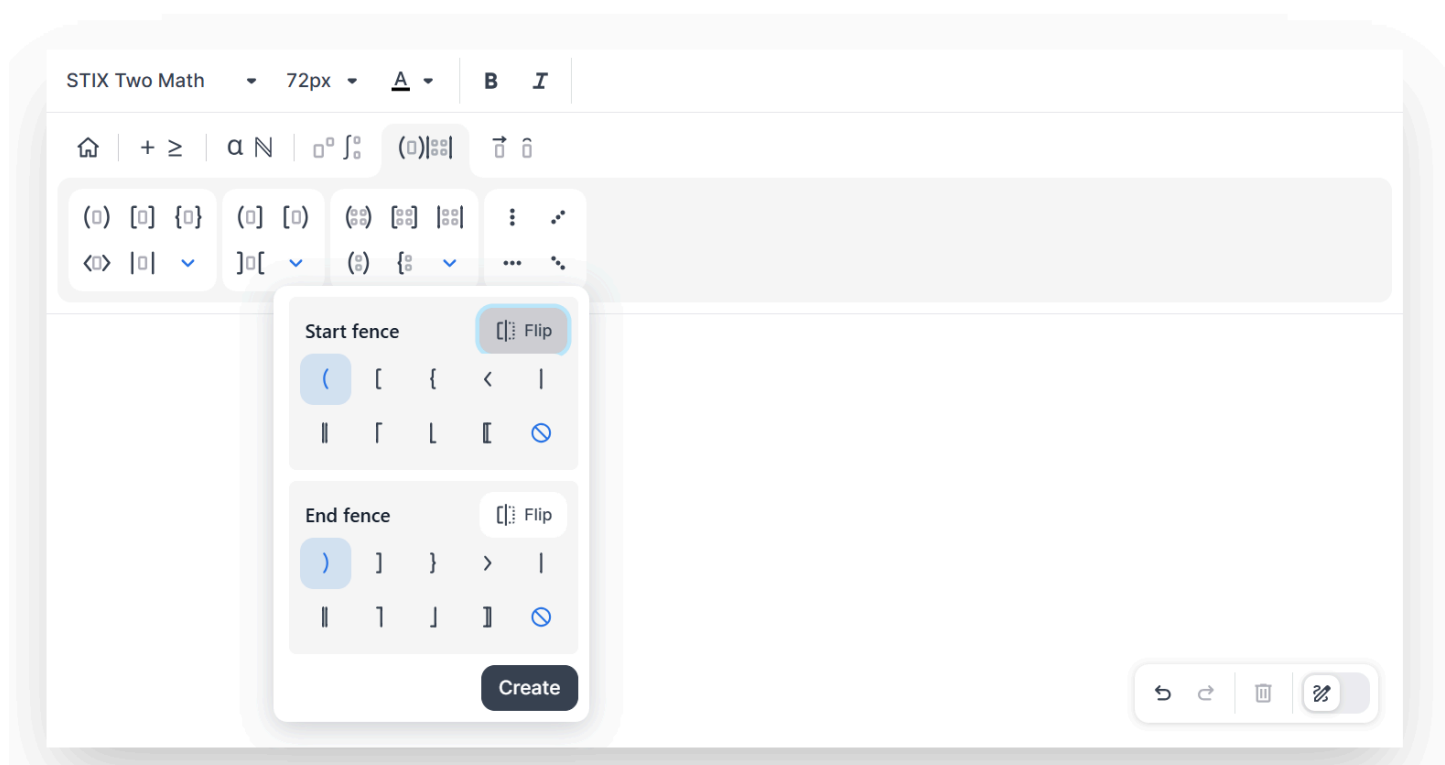 STIX Two Math 72px A B I
+ ≥ α ℕ
Start fence Flip
( [ { < |
‖ ⌈ ⌊ ⟦
End fence Flip
) ] } > |
‖ ⌉ ⌋ ⟧
Create